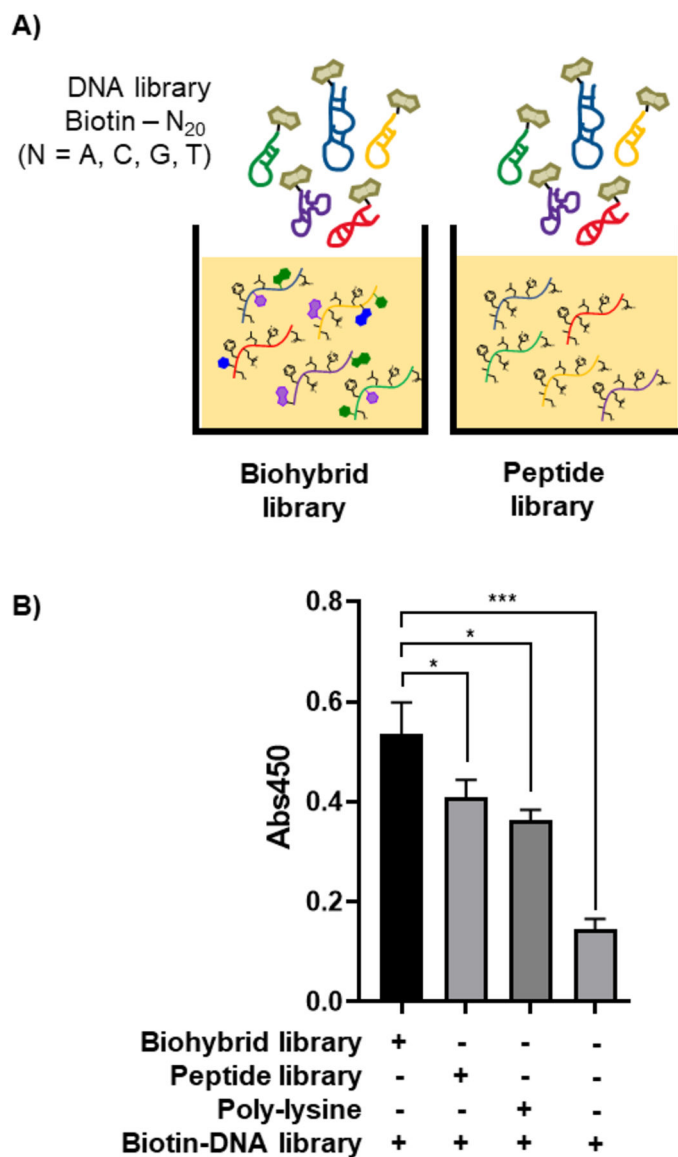 A)
DNA library
Biotin – N20
(N = A, C, G, T)
Biohybrid
library
Peptide
library
B)
0.8
0.6
0.4
0.2
0.0
Abs450
***
*
*
Biohybrid library + - - -
Peptide library - + - -
Poly-lysine - - + -
Biotin-DNA library + + + +